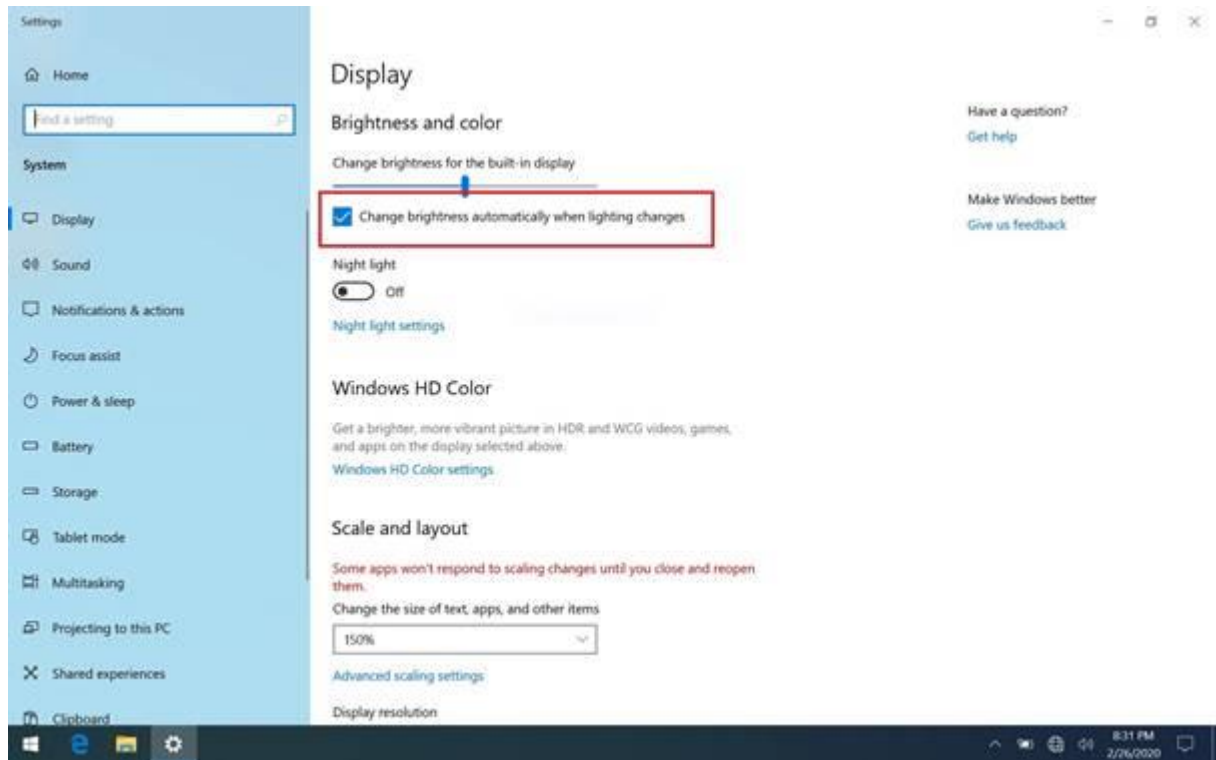 Settings
Home
Find a setting
System
Display
Sound
Notifications & actions
Focus assist
Power & sleep
Battery
Storage
Tablet mode
Multitasking
Projecting to this PC
Shared experiences
Clipboard
Display
Brightness and color
Change brightness for the built-in display
Change brightness automatically when lighting changes
Night light
Off
Night light settings
Windows HD Color
Get a brighter, more vibrant picture in HDR and WCG videos, games,
and apps on the display selected above.
Windows HD Color settings
Scale and layout
Some apps won't respond to scaling changes until you close and reopen
them.
Change the size of text, apps, and other items
150%
Advanced scaling settings
Display resolution
Have a question?
Get help
Make Windows better
Give us feedback
8:31 PM
2/26/2020